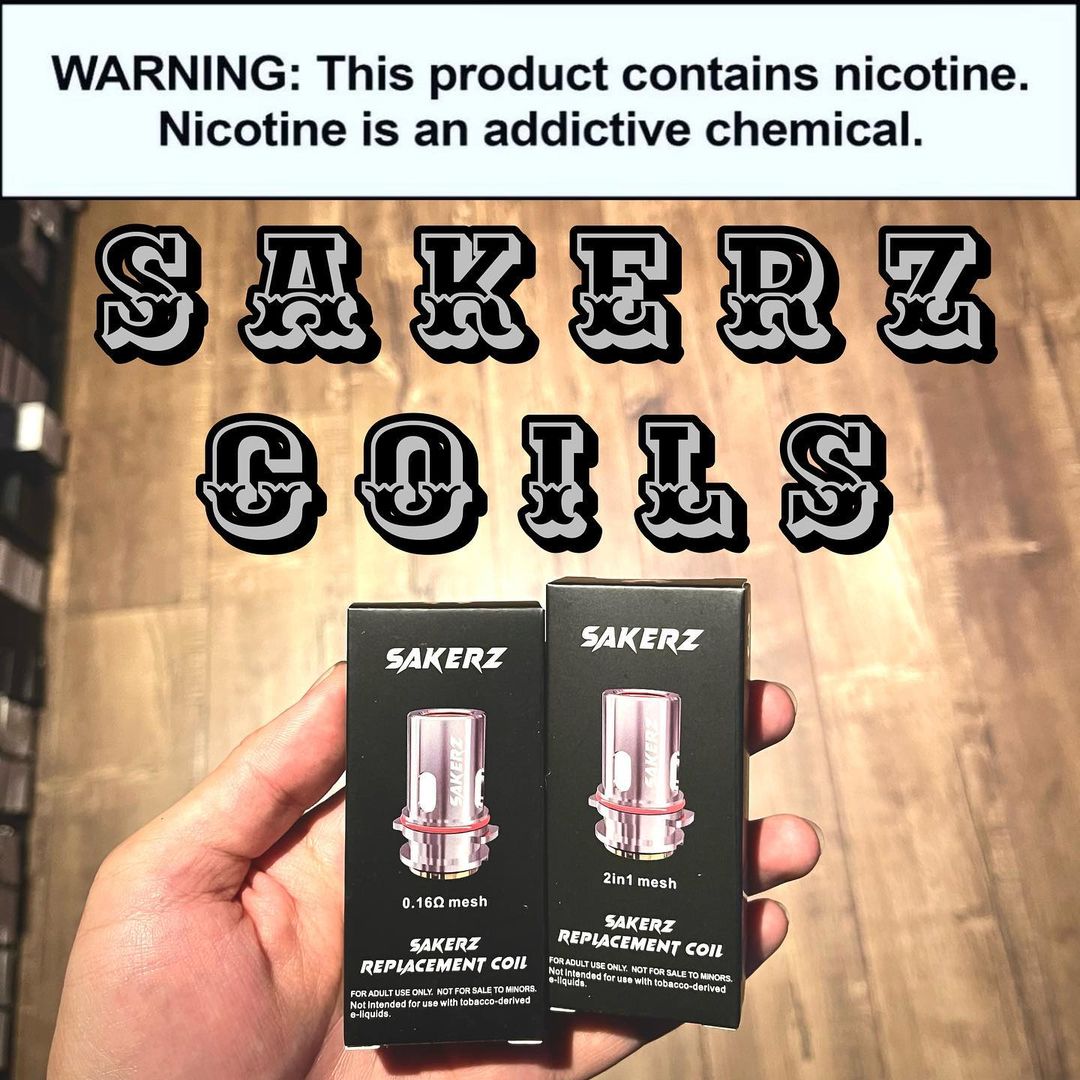 WARNING: This product contains nicotine.
Nicotine is an addictive chemical.
SAKERZ
COILS
SAKERZ
SAKERZ
0.16Ω mesh
SAKERZ
REPLACEMENT COIL
FOR ADULT USE ONLY. NOT FOR SALE TO MINORS.
Not intended for use with tobacco-derived
e-liquids.
SAKERZ
SAKERZ
2in1 mesh
SAKERZ
REPLACEMENT COIL
FOR ADULT USE ONLY. NOT FOR SALE TO MINORS.
Not intended for use with tobacco-derived
e-liquids.